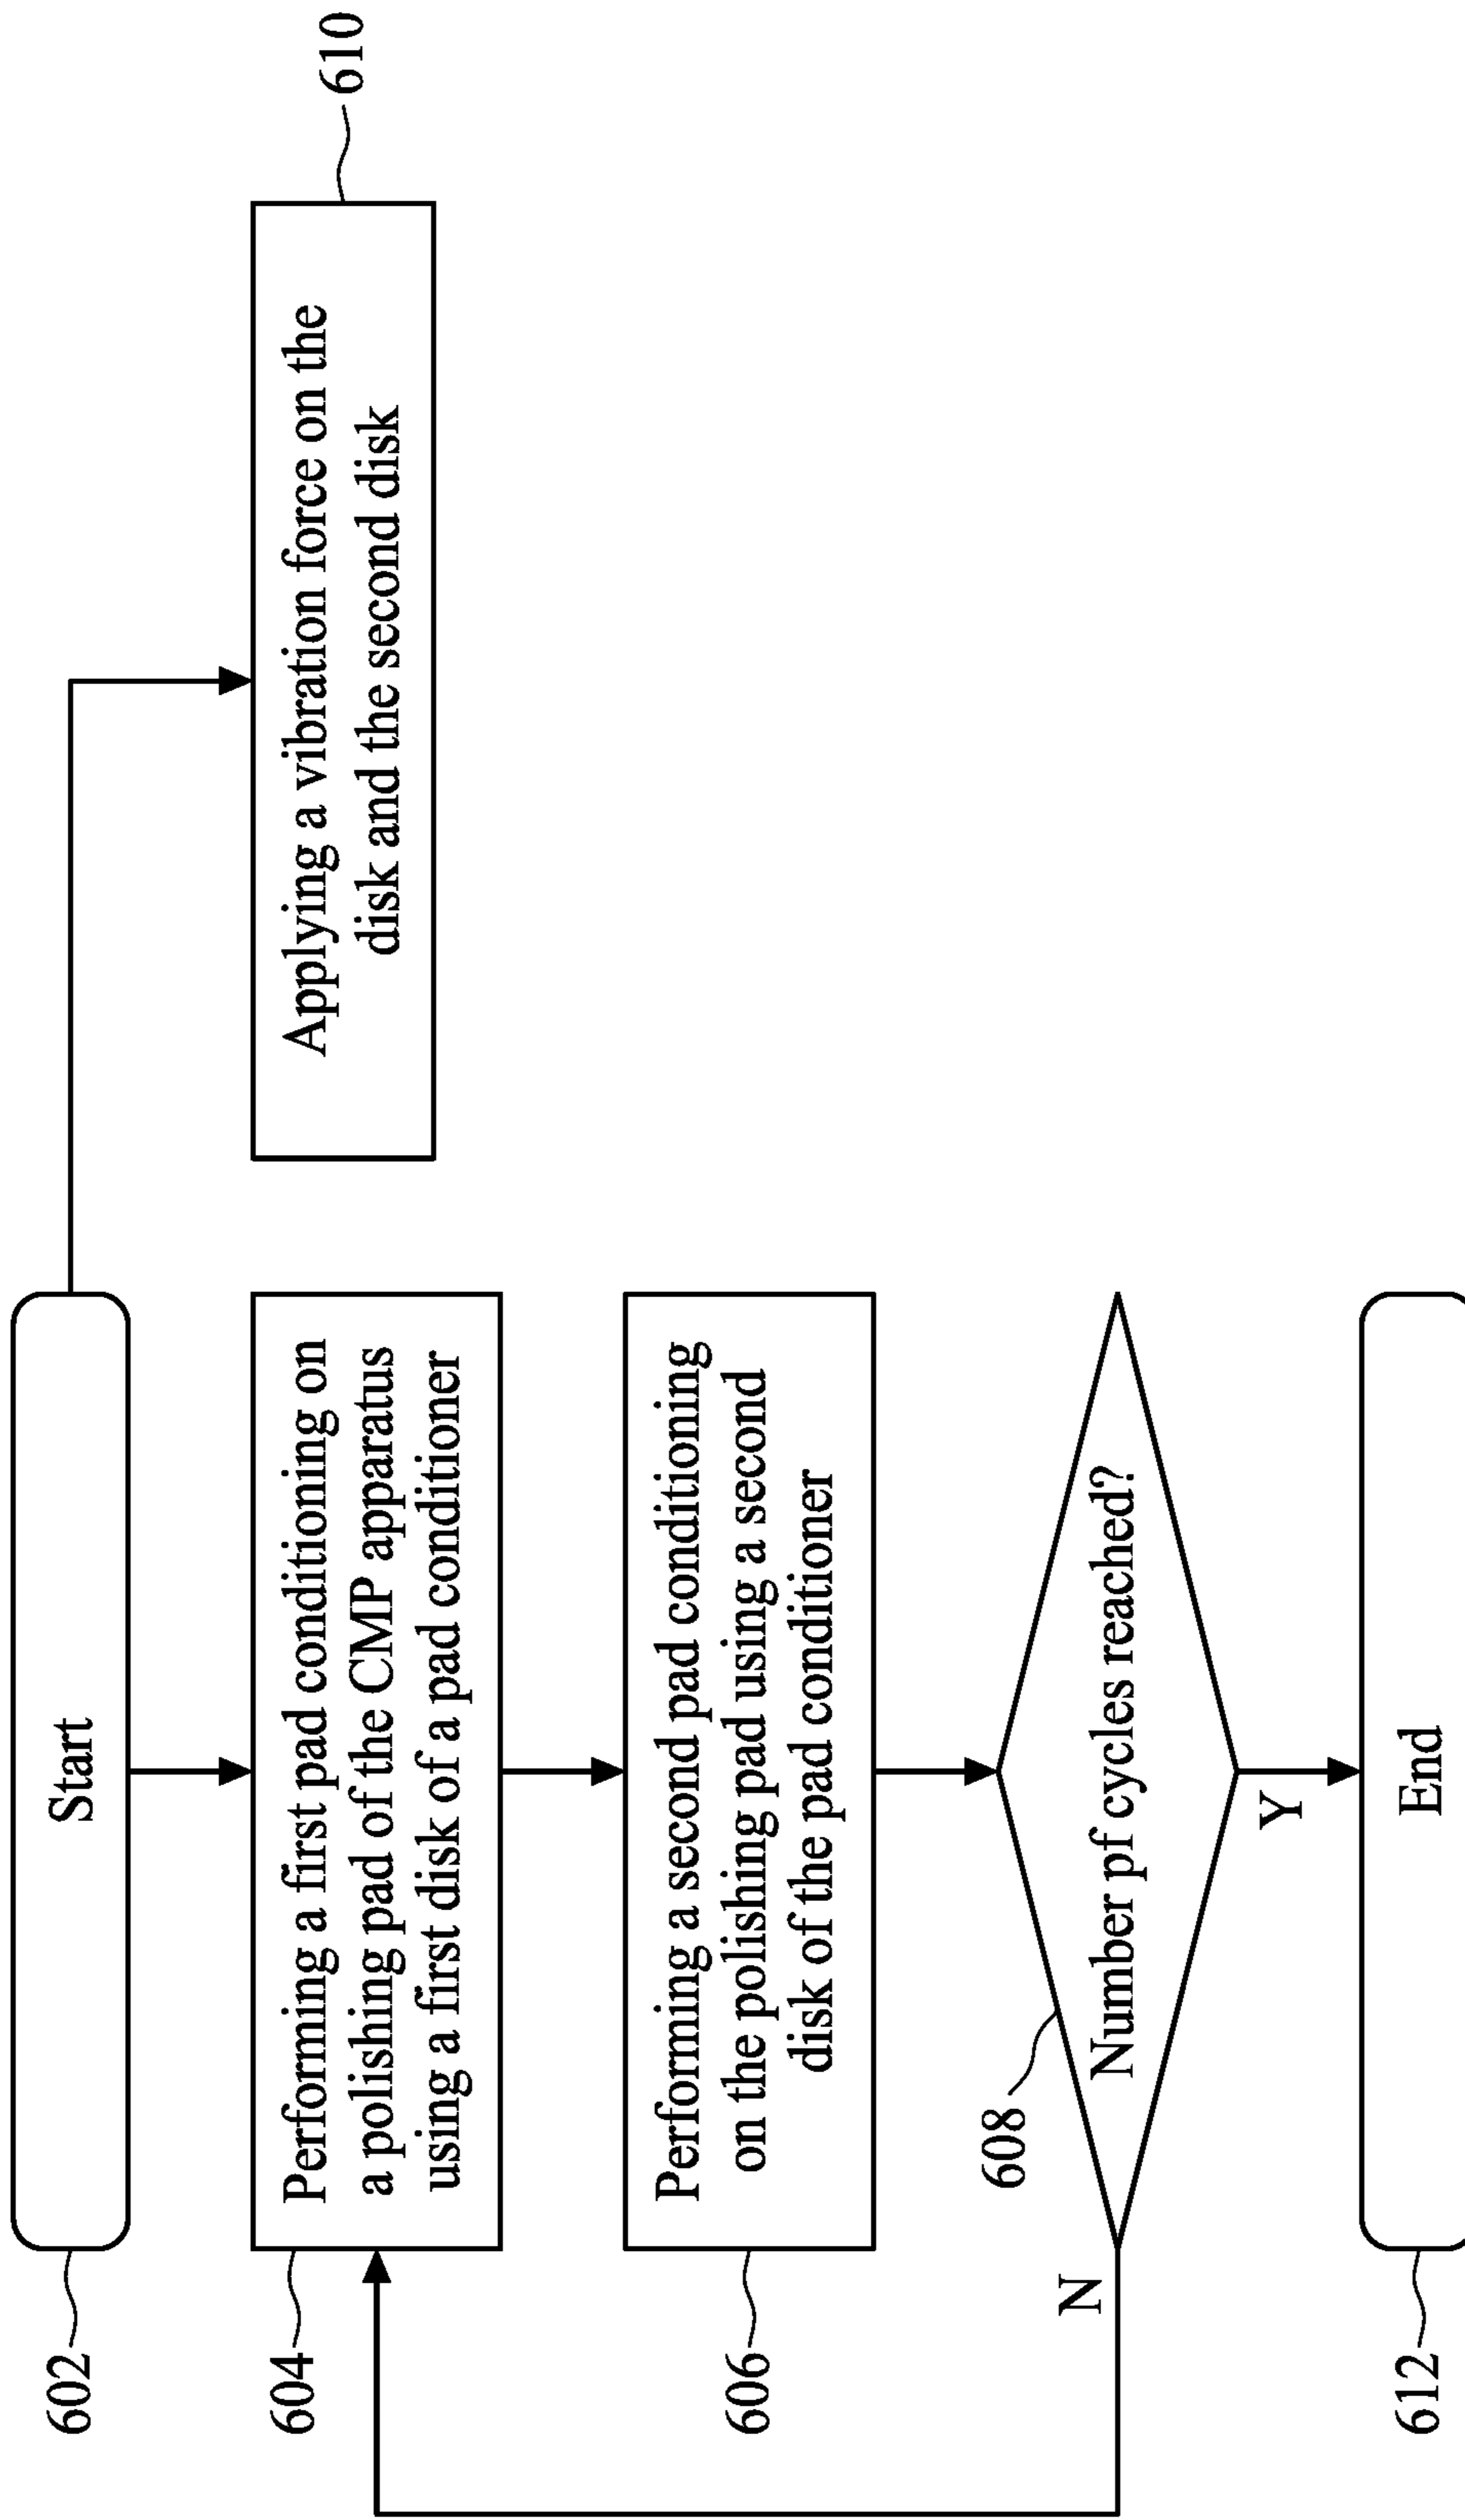 602
Start
604
Performing a first pad conditioning on
a polishing pad of the CMP apparatus
using a first disk of a pad conditioner
610
Applying a vibration force on the
disk and the second disk
606
Performing a second pad conditioning
on the polishing pad using a second
disk of the pad conditioner
608
Number pf cycles reached?
N
Y
612
End